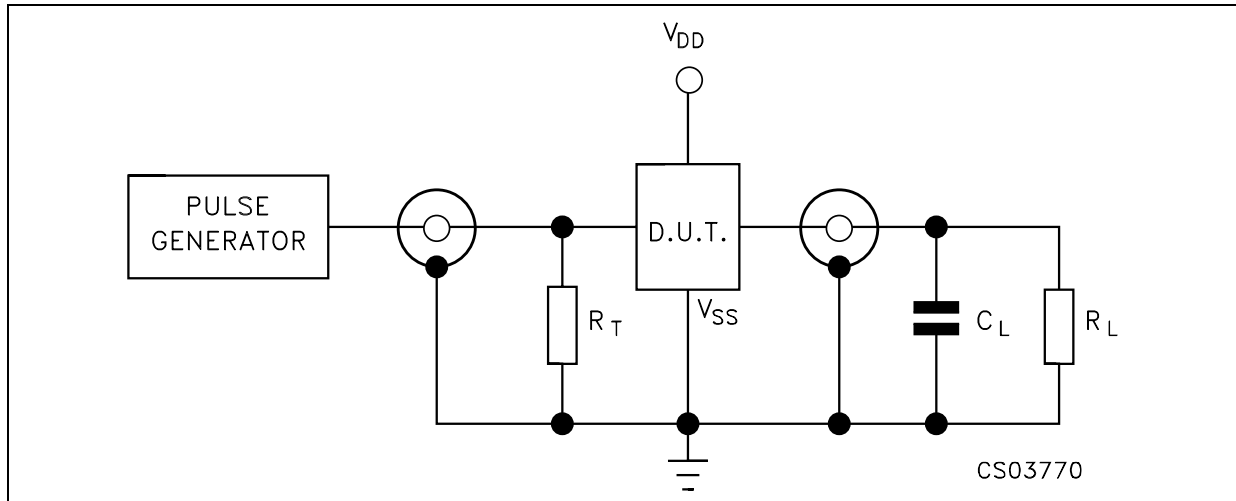 VDD
PULSE
GENERATOR
D.U.T.
VSS
RT
CL
RL
CS03770